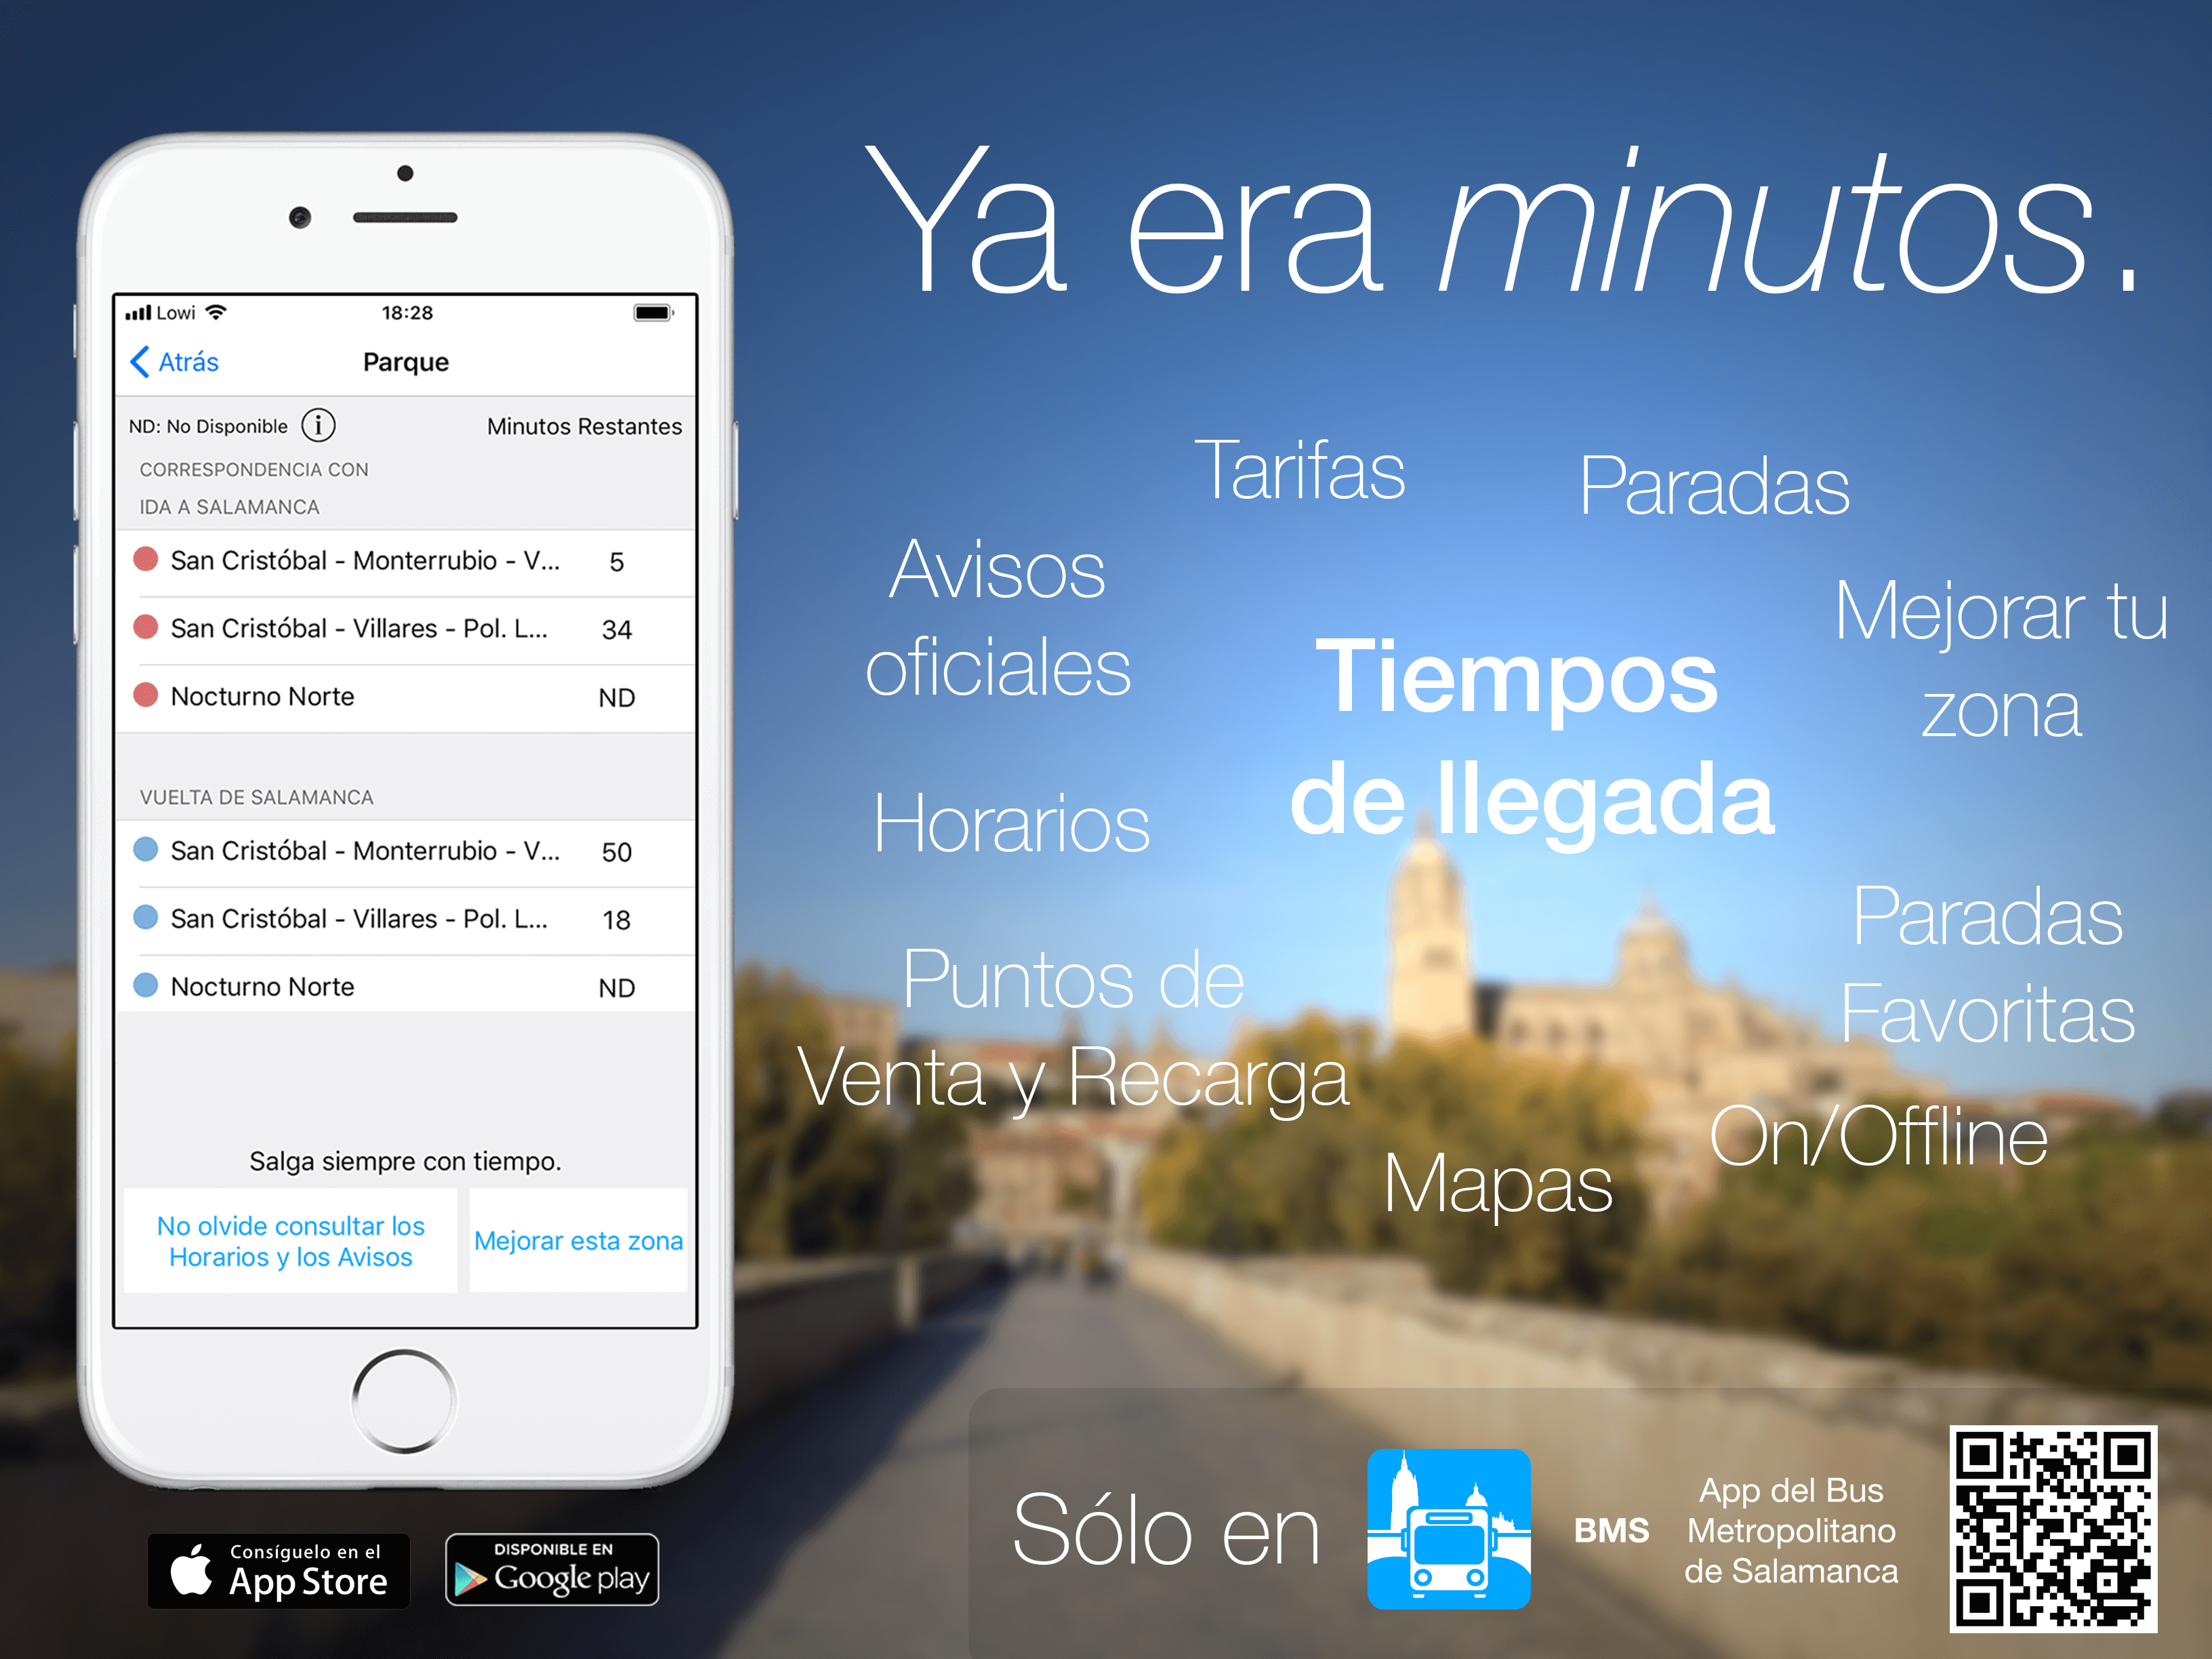 Ya era minutos.
Lowi
18:28
Atrás
Parque
ND: No Disponible i
Minutos Restantes
CORRESPONDENCIA CON
IDA A SALAMANCA
San Cristóbal - Monterrubio - V... 5
San Cristóbal - Villares - Pol. L... 34
Nocturno Norte ND
VUELTA DE SALAMANCA
San Cristóbal - Monterrubio - V... 50
San Cristóbal - Villares - Pol. L... 18
Nocturno Norte ND
Salga siempre con tiempo.
No olvide consultar los
Horarios y los Avisos
Mejorar esta zona
Tarifas
Paradas
Avisos
oficiales
Mejorar tu
zona
Tiempos
de llegada
Horarios
Paradas
Favoritas
Puntos de
Venta y Recarga
On/Offline
Mapas
Consíguelo en el
App Store
DISPONIBLE EN
Google play
Sólo en
BMS
App del Bus
Metropolitano
de Salamanca